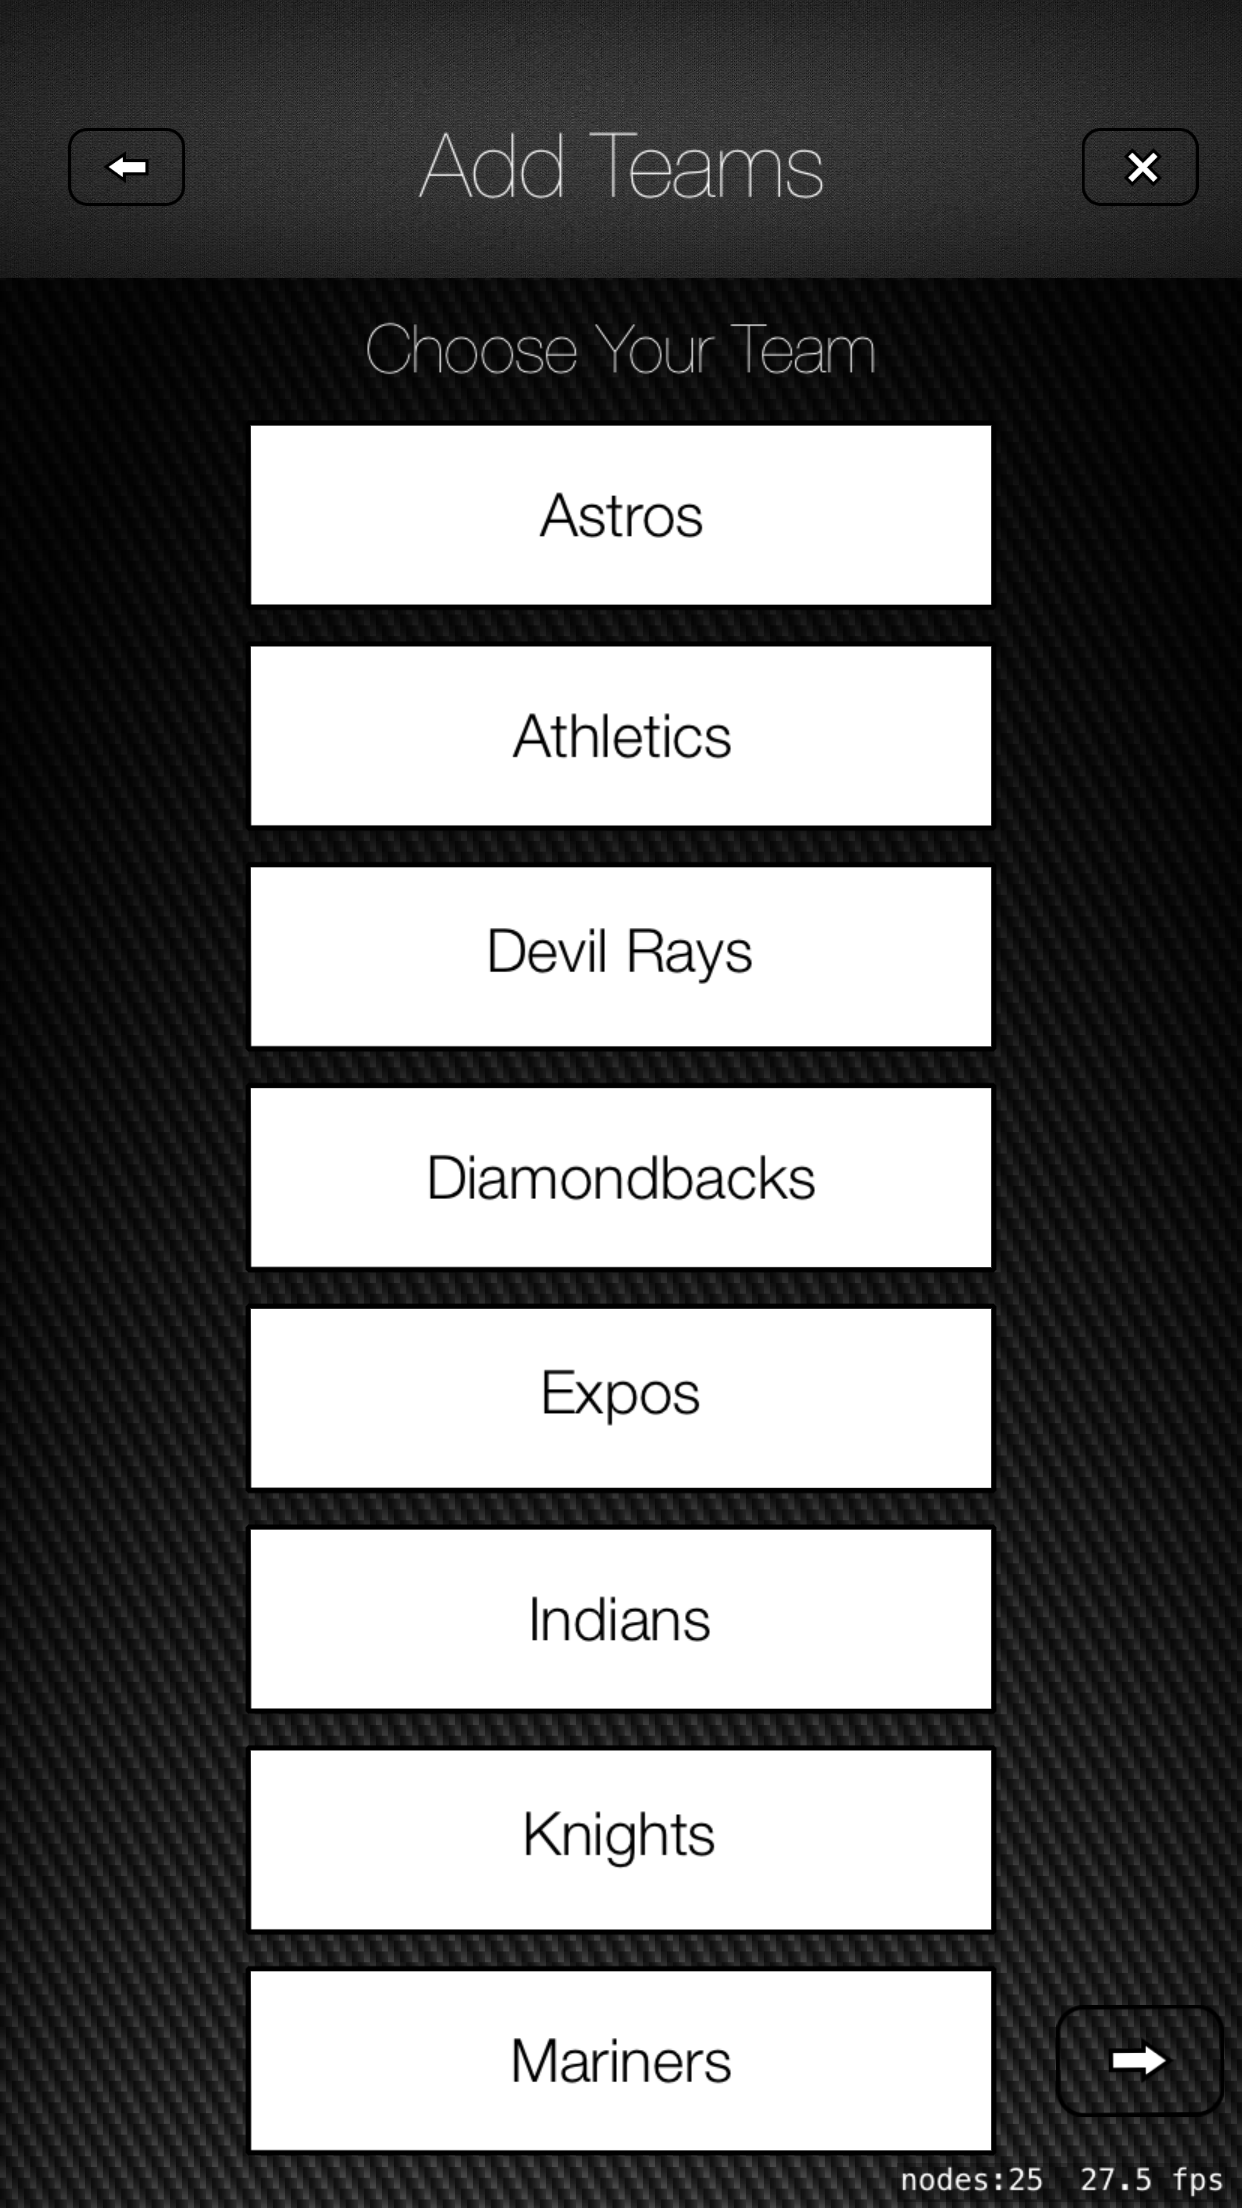 Add Teams
Choose Your Team
Astros
Athletics
Devil Rays
Diamondbacks
Expos
Indians
Knights
Mariners
nodes:25  27.5 fps